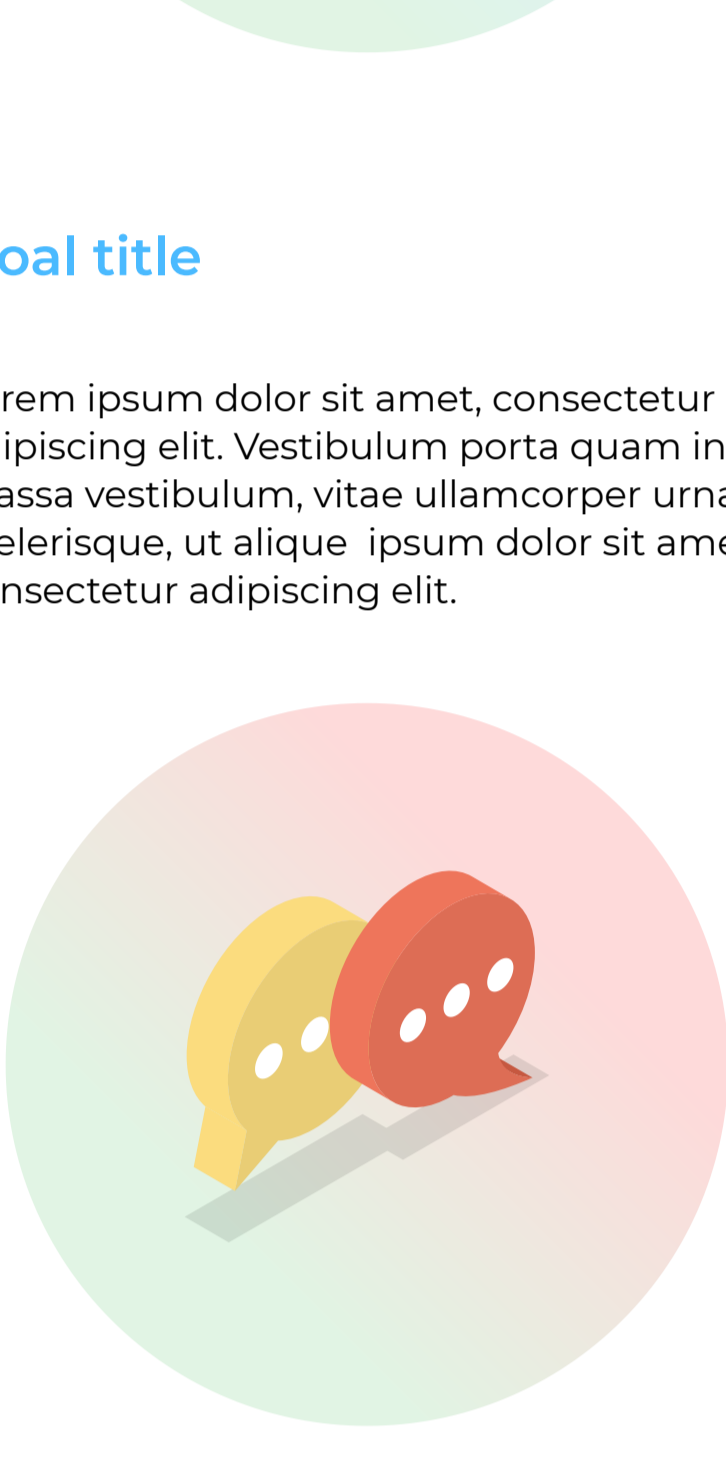 oal title
rem ipsum dolor sit amet, consectetur
ipiscing elit. Vestibulum porta quam in
assa vestibulum, vitae ullamcorper urna
elerisque, ut alique  ipsum dolor sit ame
nsectetur adipiscing elit.